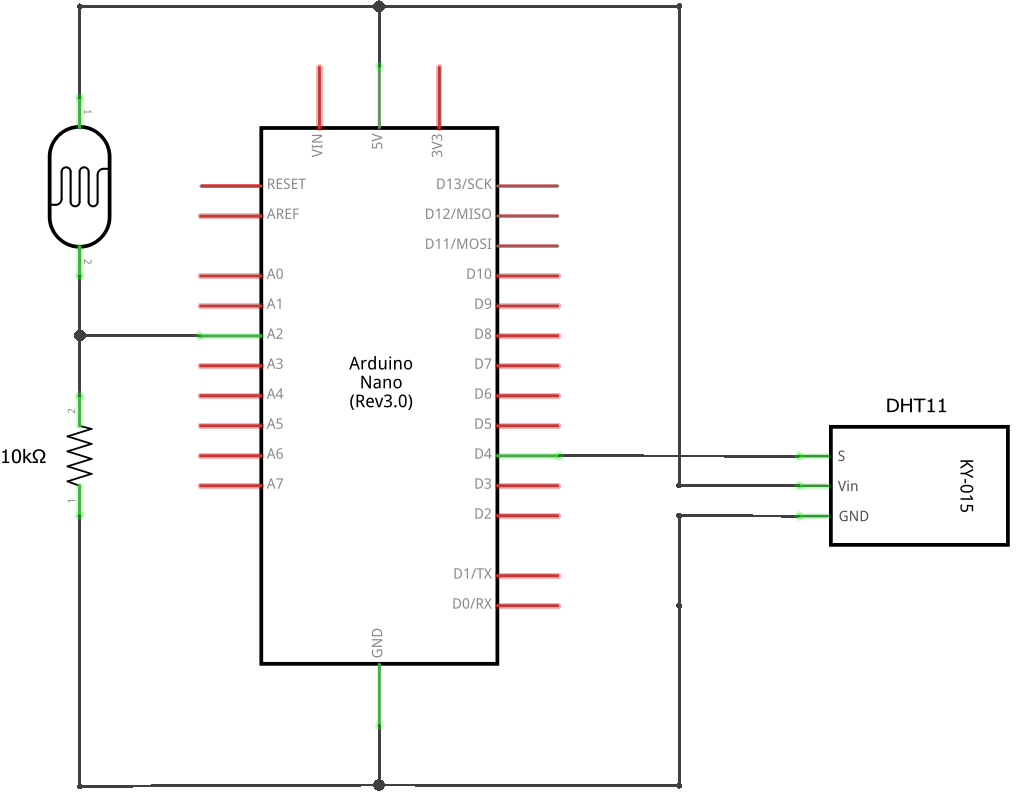 1
VIN
5V
3V3
RESET
D13/SCK
AREF
D12/MISO
D11/MOSI
2
A0
D10
A1
D9
A2
D8
A3
D7
Arduino
Nano
(Rev3.0)
A4
D6
2
A5
D5
DHT11
10kΩ
A6
D4
S
A7
D3
Vin
KY-015
1
D2
GND
D1/TX
D0/RX
GND